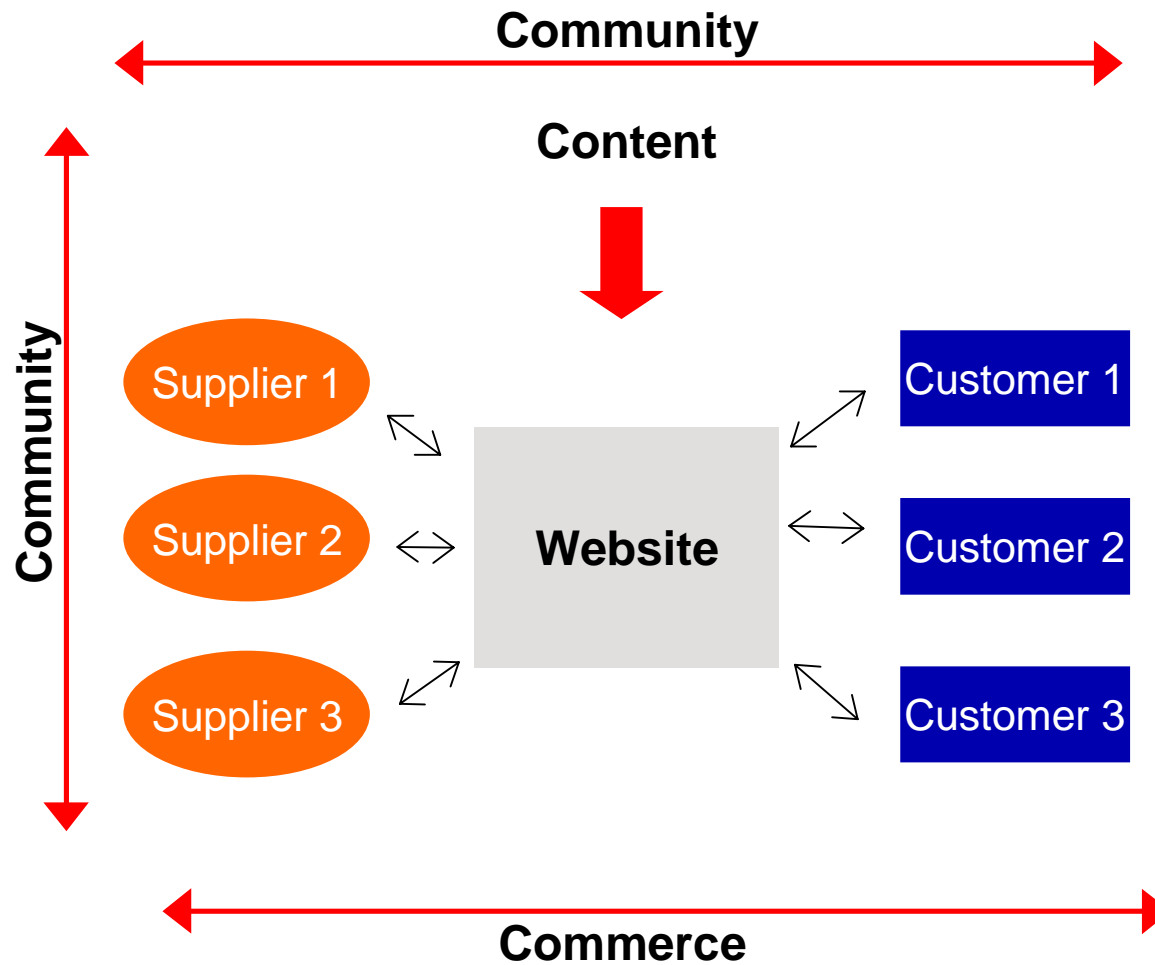 Community
Content
Community
Supplier 1
Customer 1
Supplier 2
Website
Customer 2
Supplier 3
Customer 3
Commerce